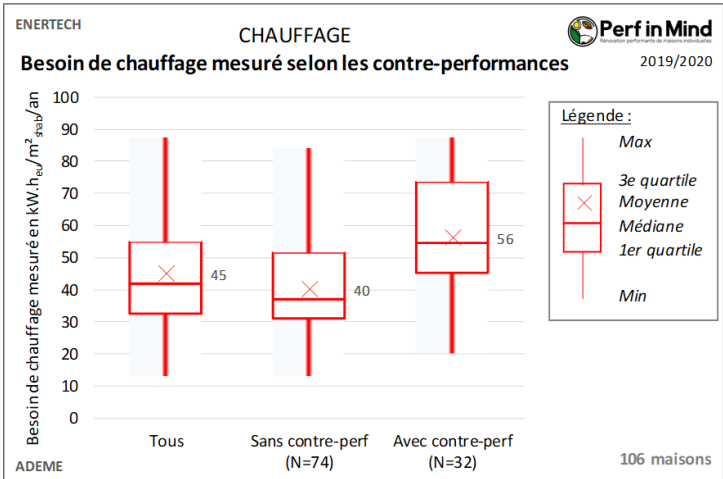 ENERTECH
CHAUFFAGE
Perf in Mind
Rénovation performante de maisons individuelles
Besoin de chauffage mesuré selon les contre-performances
2019/2020
Besoin de chauffage mesuré en kW.h_eu/m²_shab/an
100
90
80
70
60
50
40
30
20
10
0
45
40
56
Tous
Sans contre-perf
(N=74)
Avec contre-perf
(N=32)
Légende :
Max
3e quartile
Moyenne
Médiane
1er quartile
Min
ADEME
106 maisons